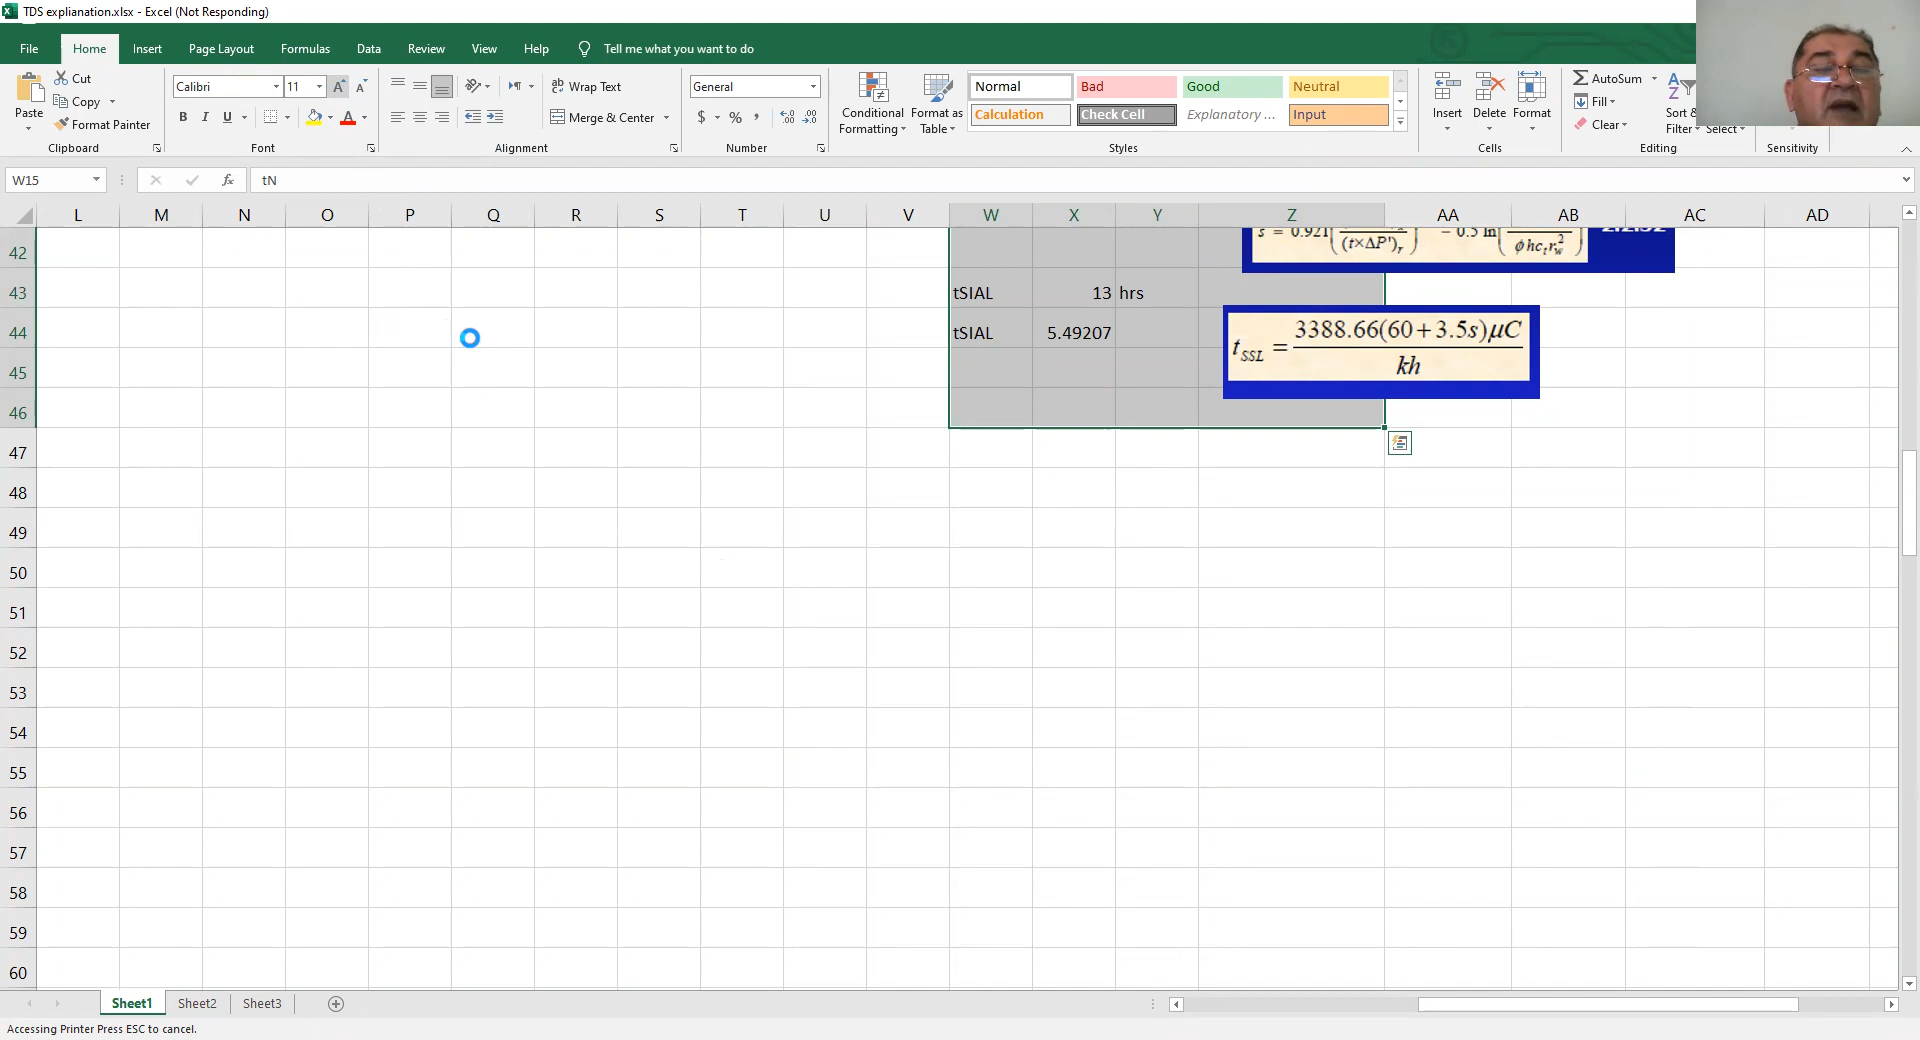 TDS explianation.xlsx - Excel (Not Responding)
File Home Insert Page Layout Formulas Data Review View Help Tell me what you want to do
Paste
Cut
Copy
Format Painter
Clipboard
Calibri 11
B I U
Font
Wrap Text
Merge & Center
Alignment
General
$ % ,
Number
Conditional Formatting
Format as Table
Normal Bad Good Neutral
Calculation Check Cell Explanatory ... Input
Styles
Insert Delete Format
Cells
AutoSum
Fill
Clear
Sort & Filter
Select
Editing
Sensitivity
W15 fx tN
L M N O P Q R S T U V W X Y Z AA AB AC AD
42
s = 0.921 (t×ΔP')r - 0.5 ln ϕhc_t r_w^2
43 tSIAL 13 hrs
44 tSIAL 5.49207
t_SSL = 3388.66(60+3.5s)μC / kh
45
46
47
48
49
50
51
52
53
54
55
56
57
58
59
60
Sheet1 Sheet2 Sheet3
Accessing Printer Press ESC to cancel.